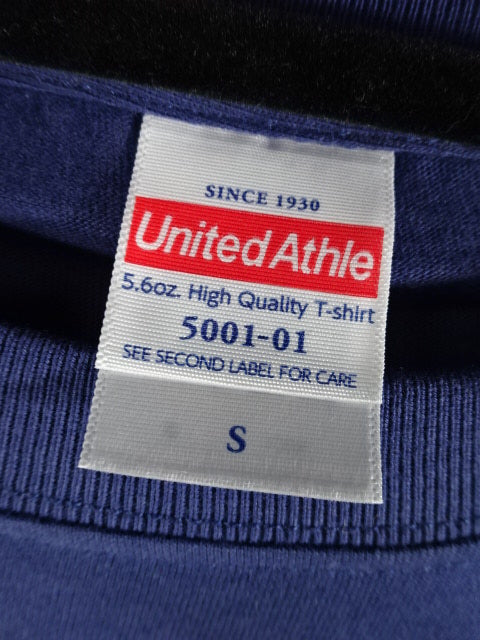 SINCE 1930
United Athle
5.6oz. High Quality T-shirt
5001-01
SEE SECOND LABEL FOR CARE
S